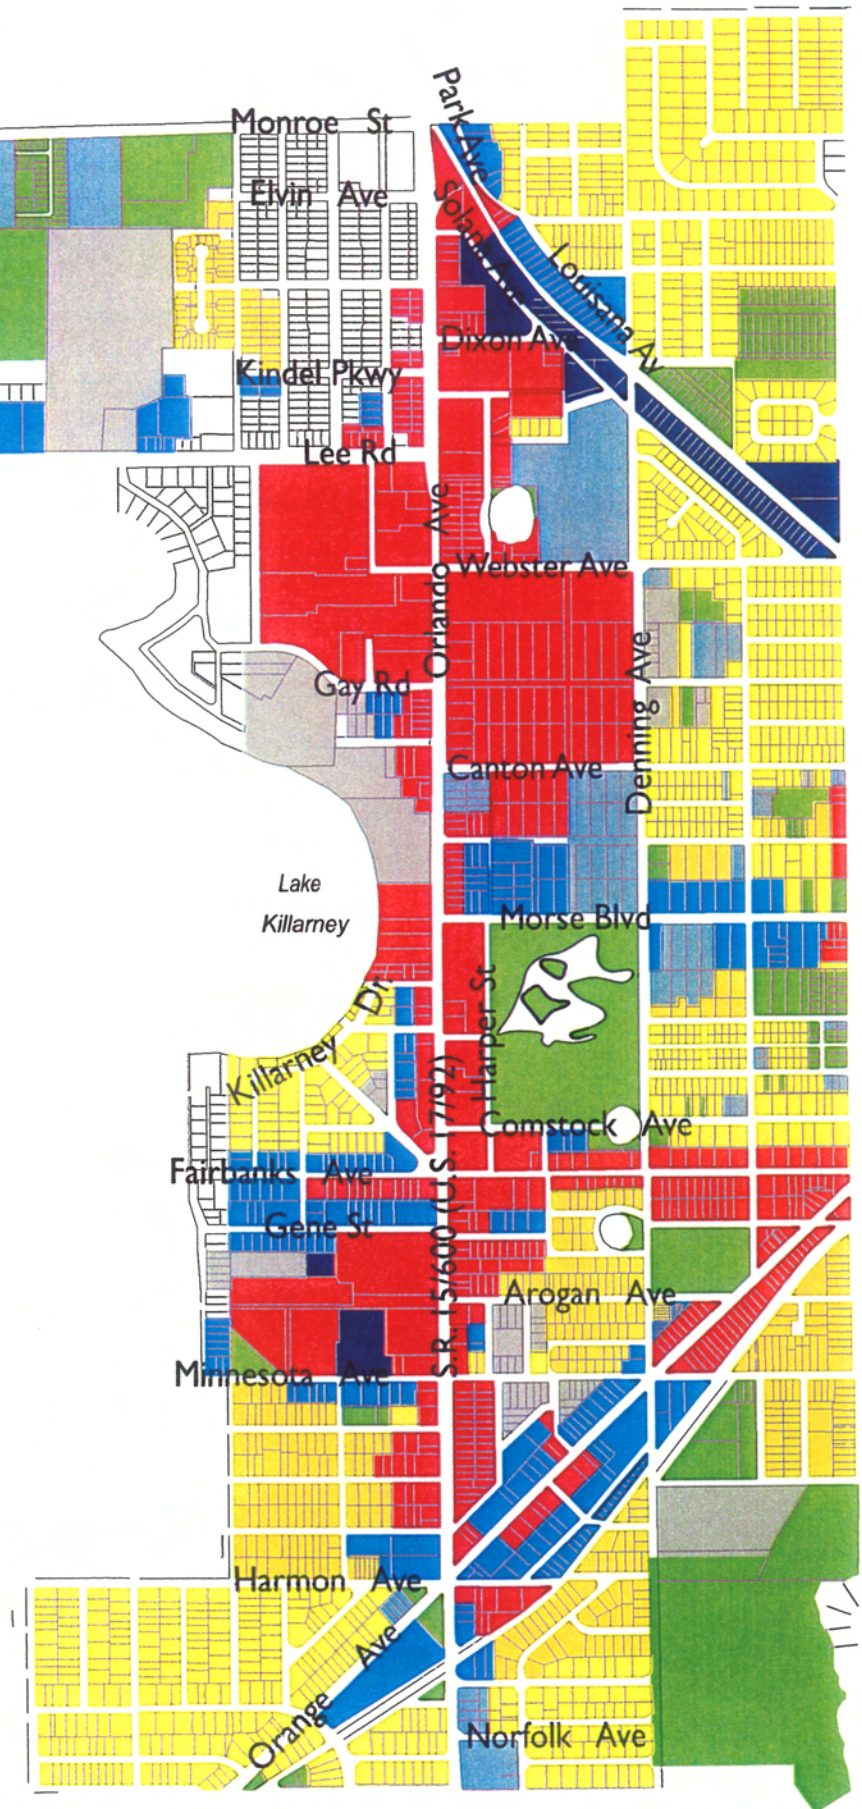 Park Ave
Monroe St
Elvin Ave
Solana Ave
Louisana Av
Dixon Ave
Kindel Pkwy
Lee Rd
Orlando Ave
Webster Ave
Gay Rd
Denning Ave
Canton Ave
Lake
Killarney
Morse Blvd
Killarney Dr.
Harper St
Comstock Ave
Fairbanks Ave
S.R. 15/600 (U.S. 17/92)
Gene St
Arogan Ave
Minnesota Ave
Harmon Ave
Orange Ave
Norfolk Ave